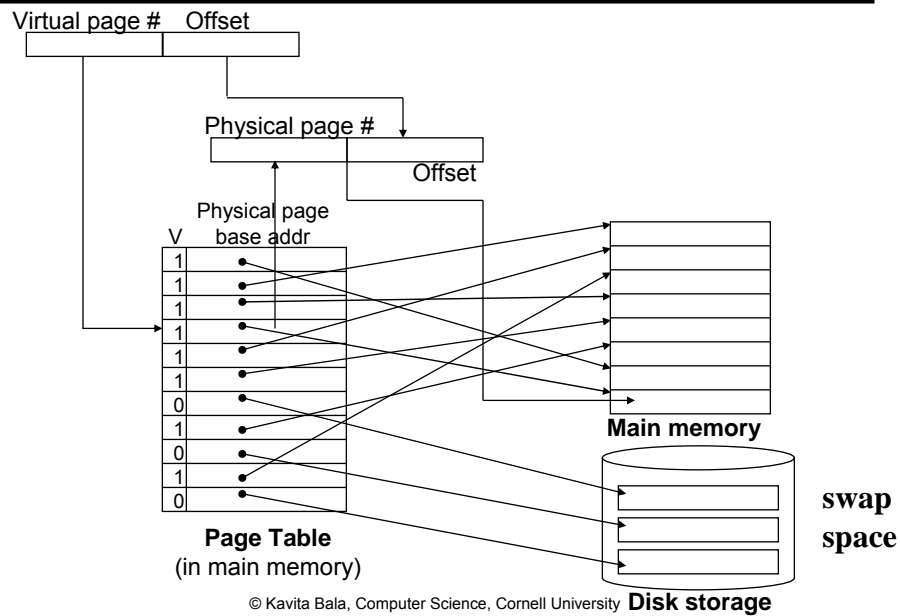 Virtual page # Offset
Physical page #
Offset
Physical page
V base addr
1
1
1
1
1
1
0
1
0
1
0
Main memory
swap
space
Page Table
(in main memory)
© Kavita Bala, Computer Science, Cornell University Disk storage